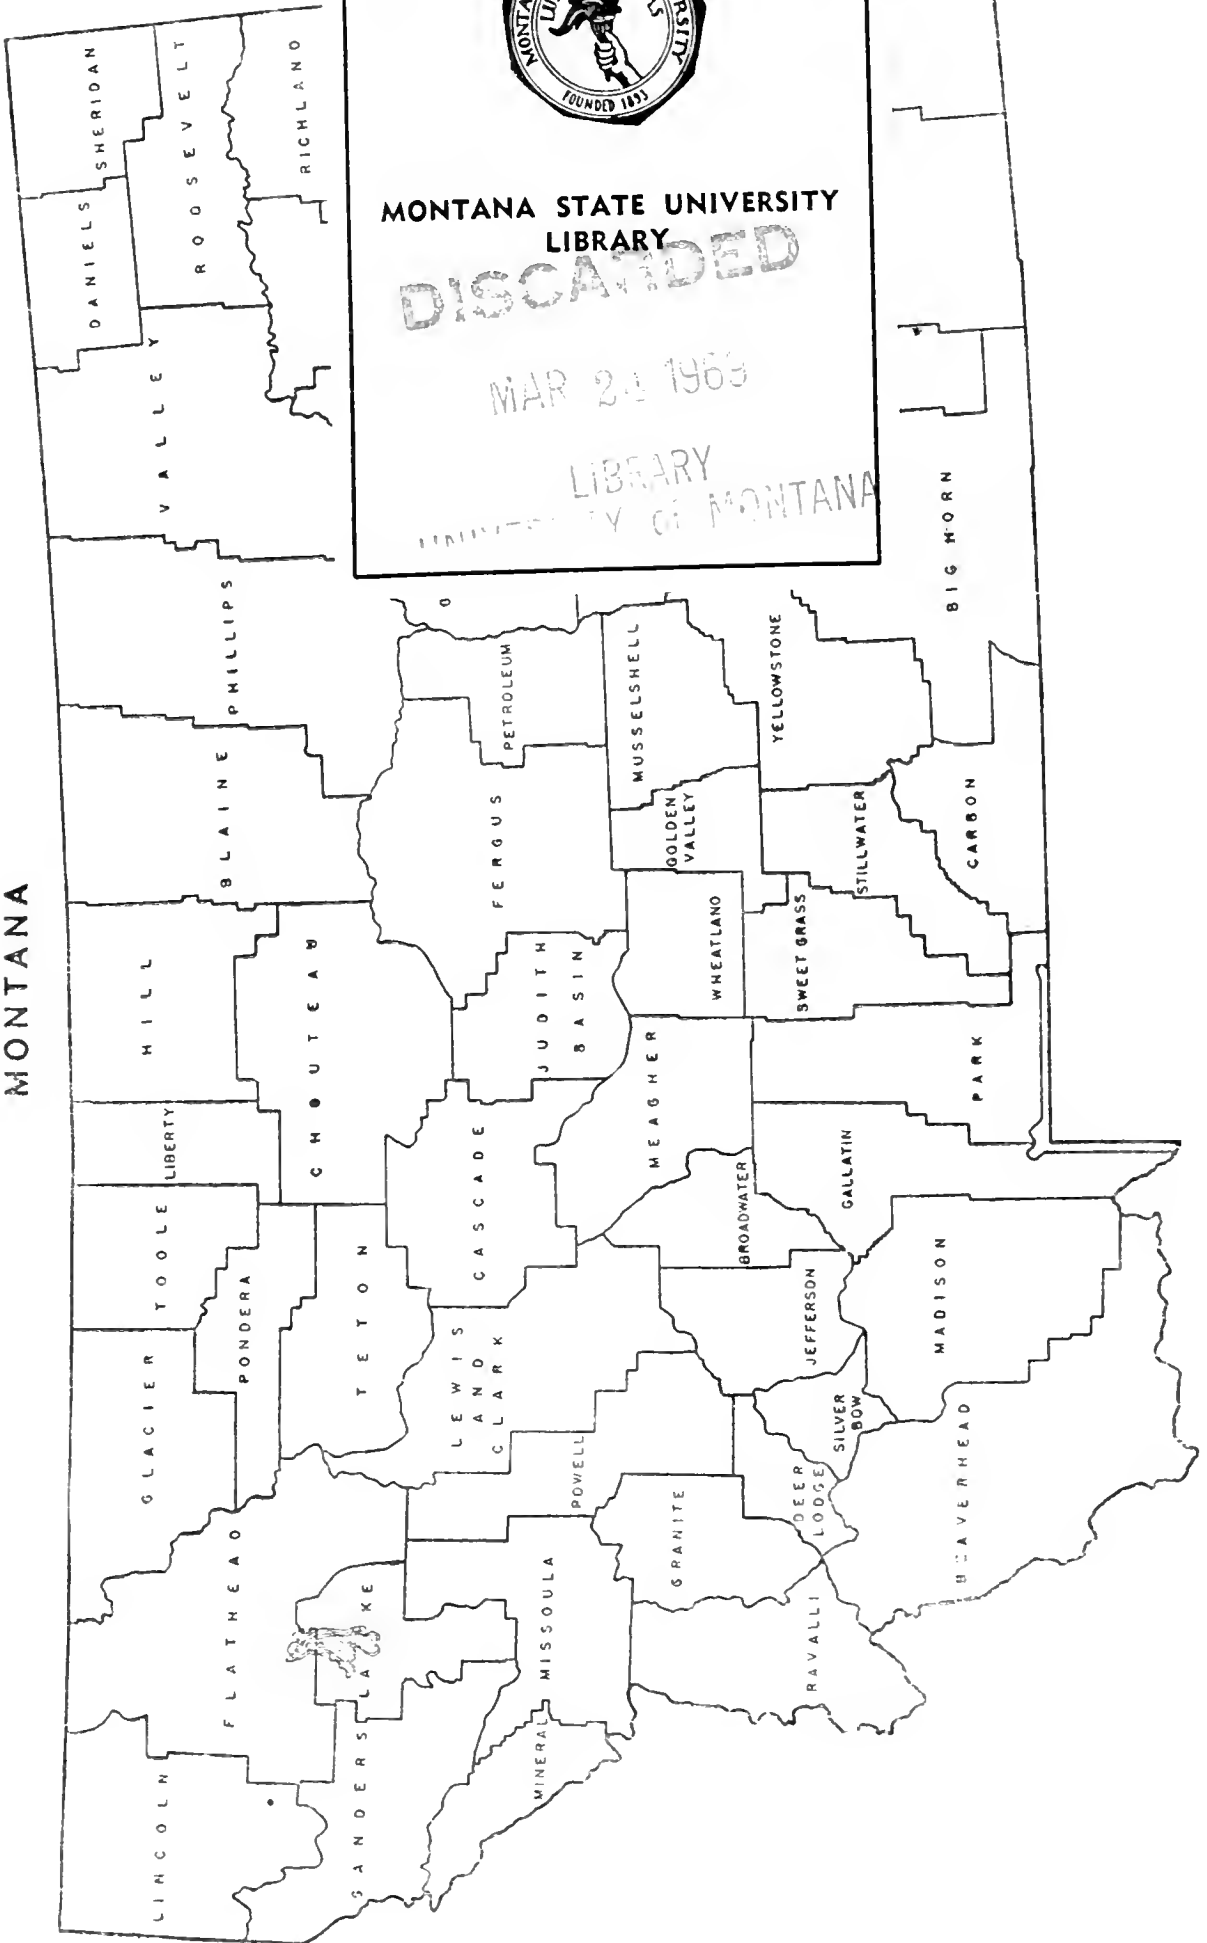 MONTANA
FOUNDED 1893
MONTANA STATE UNIVERSITY
LIBRARY
DISCARDED
MAR 24 1969
LIBRARY
UNIVERSITY of MONTANA
LINCOLN
FLATHEAD
GLACIER
TOOLE
LIBERTY
HILL
BLAINE
PHILLIPS
VALLEY
DANIELS
SHERIDAN
ROOSEVELT
RICHLAND
SANDERS
LAKE
PONDERA
TETON
CHOUTEAU
MINERAL
MISSOULA
POWELL
LEWIS
AND
CLARK
CASCADE
JUDITH
BASIN
FERGUS
PETROLEUM
RAVALLI
GRANITE
DEER
LODGE
SILVER
BOW
JEFFERSON
BROADWATER
MEAGHER
WHEATLAND
GOLDEN
VALLEY
MUSSELSHELL
BEAVERHEAD
MADISON
GALLATIN
PARK
SWEET GRASS
STILLWATER
CARBON
YELLOWSTONE
BIG HORN